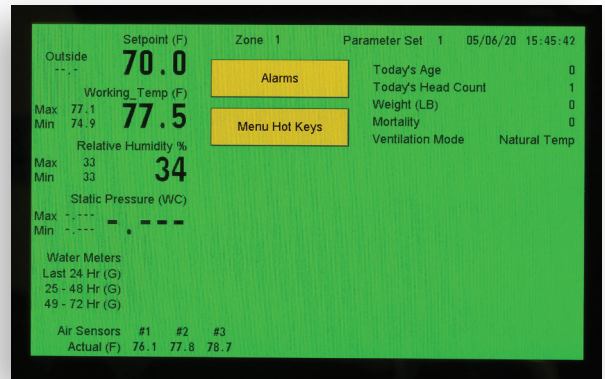 Setpoint (F) Zone 1 Parameter Set 1 05/06/20 15:45:42
Outside
--.- 70.0
Alarms
Menu Hot Keys
Today's Age 0
Today's Head Count 1
Weight (LB) 0
Mortality 0
Ventilation Mode Natural Temp
Working_Temp (F)
Max 77.1 77.5
Min 74.9
Relative Humidity %
Max 33 34
Min 33
Static Pressure (WC)
Max -.--- -.---
Min -.---
Water Meters
Last 24 Hr (G)
25 - 48 Hr (G)
49 - 72 Hr (G)
Air Sensors #1 #2 #3
Actual (F) 76.1 77.8 78.7